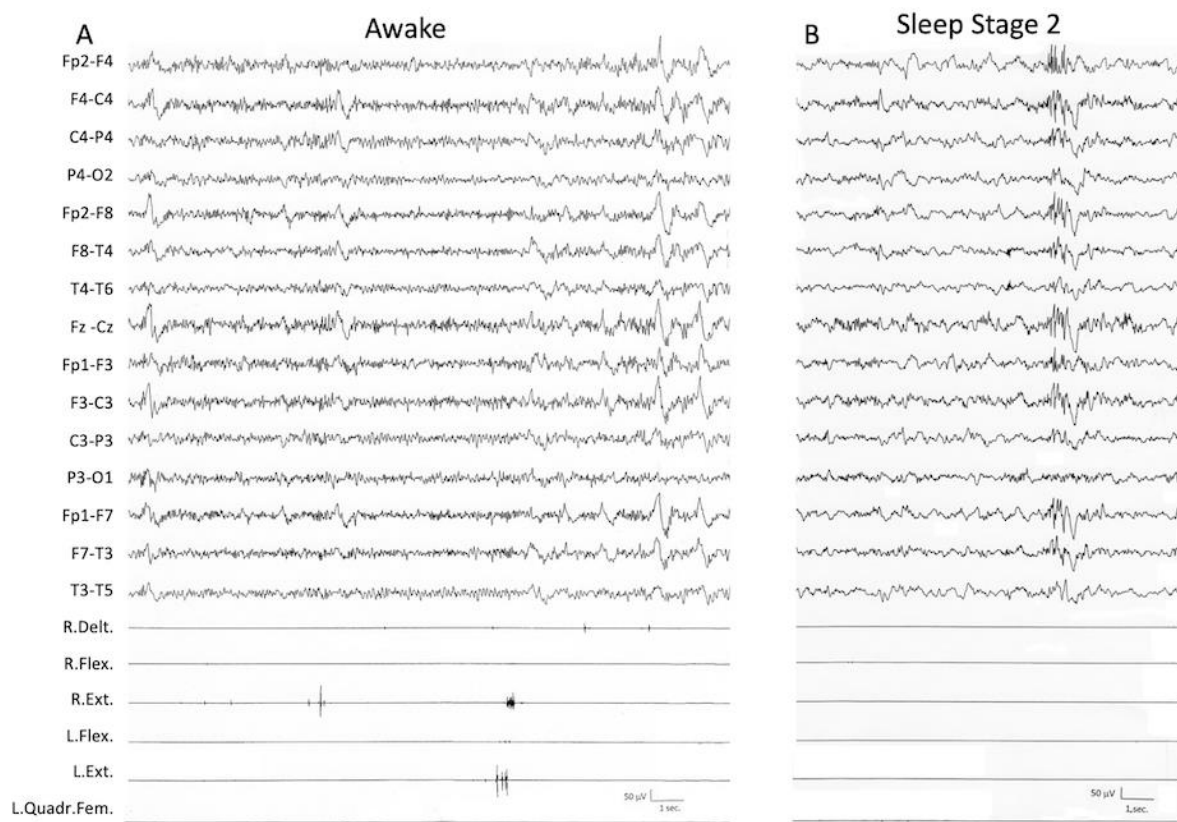 A Awake B Sleep Stage 2
Fp2-F4
F4-C4
C4-P4
P4-O2
Fp2-F8
F8-T4
T4-T6
Fz -Cz
Fp1-F3
F3-C3
C3-P3
P3-O1
Fp1-F7
F7-T3
T3-T5
R.Delt.
R.Flex.
R.Ext.
L.Flex.
L.Ext.
50 µV 50 µV
1 sec. 1,sec.
L.Quadr.Fem.